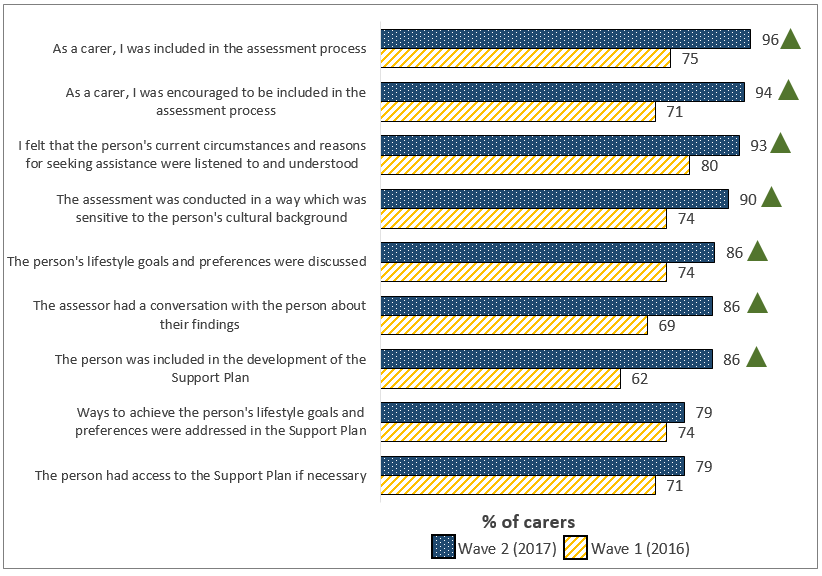 As a carer, I was included in the assessment process
96
75
As a carer, I was encouraged to be included in the
assessment process
94
71
I felt that the person's current circumstances and reasons
for seeking assistance were listened to and understood
93
80
The assessment was conducted in a way which was
sensitive to the person's cultural background
90
74
The person's lifestyle goals and preferences were discussed
86
74
The assessor had a conversation with the person about
their findings
86
69
The person was included in the development of the
Support Plan
86
62
Ways to achieve the person's lifestyle goals and
preferences were addressed in the Support Plan
79
74
The person had access to the Support Plan if necessary
79
71
% of carers
Wave 2 (2017) Wave 1 (2016)